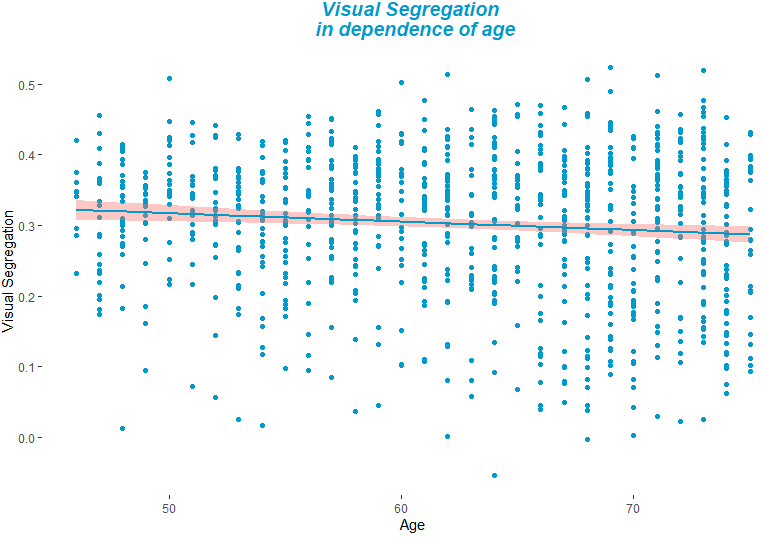 Visual Segregation
in dependence of age
0.5
0.4
0.3
0.2
0.1
0.0
Visual Segregation
50
60
70
Age